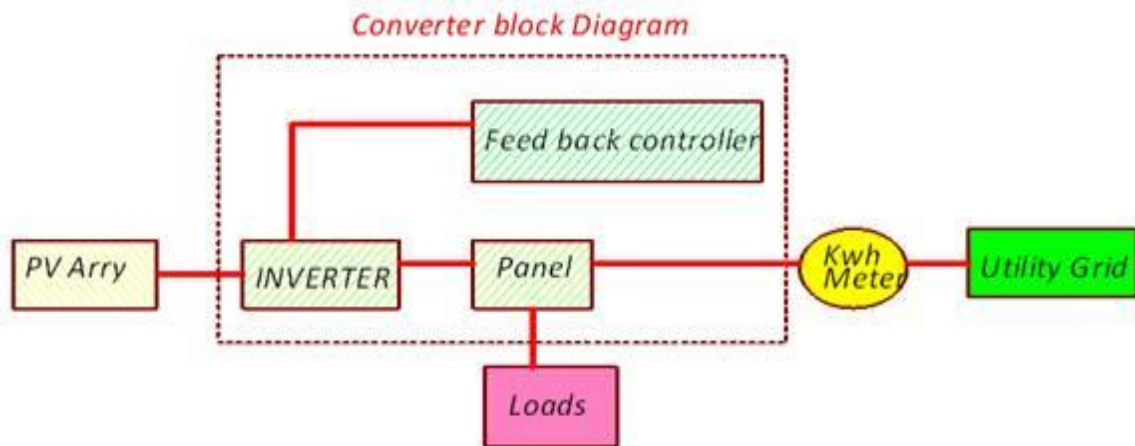 Converter block Diagram
Feed back controller
PV Arry
INVERTER
Panel
Kwh
Meter
Utility Grid
Loads